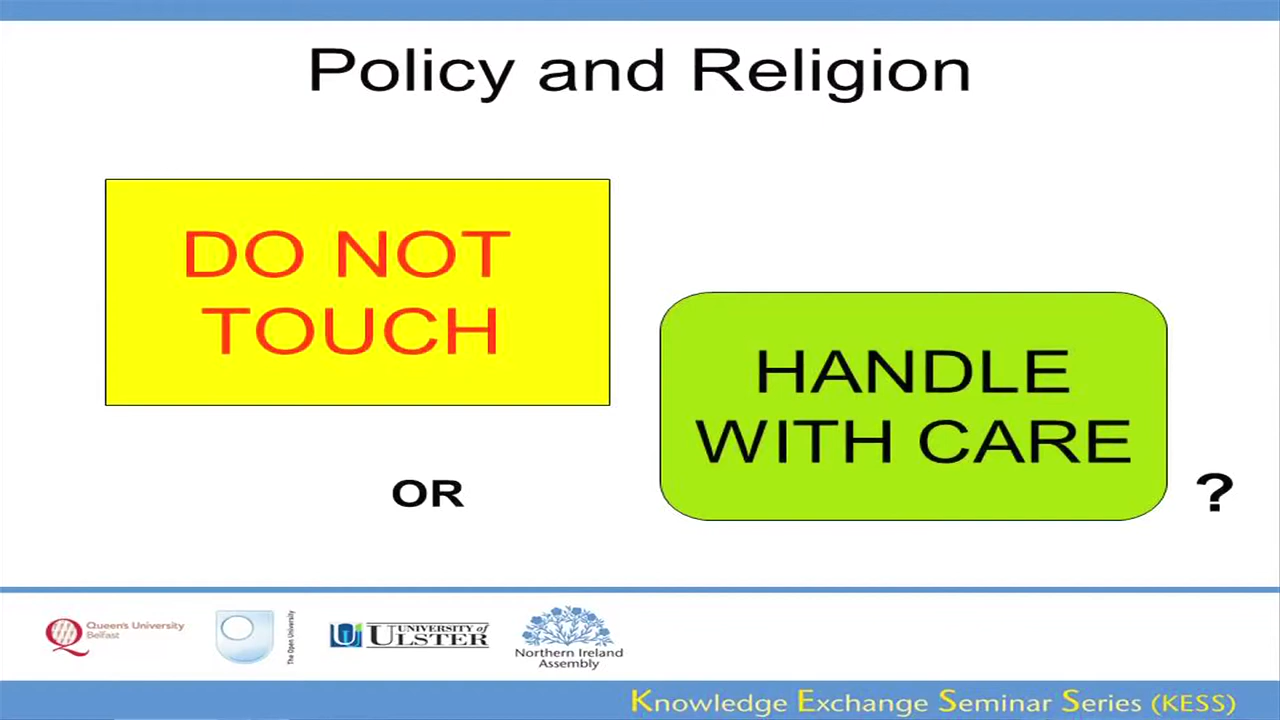 Policy and Religion
DO NOT
TOUCH
HANDLE
WITH CARE
OR
?
Queen's University
Belfast
The Open University
UNIVERSITY of
ULSTER
Northern Ireland
Assembly
Knowledge Exchange Seminar Series (KESS)